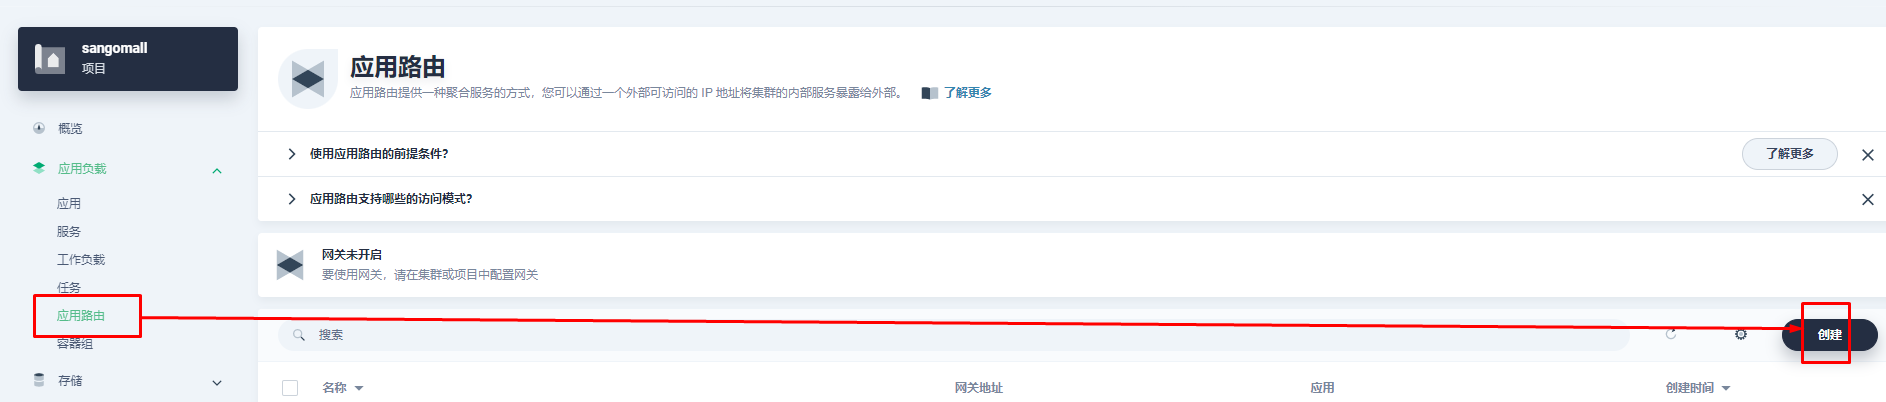 sangomall
项目
概览
应用负载
应用
服务
工作负载
任务
应用路由
容器组
存储
应用路由
应用路由提供一种聚合服务的方式，您可以通过一个外部可访问的 IP 地址将集群的内部服务暴露给外部。 了解更多
使用应用路由的前提条件？ 了解更多
应用路由支持哪些的访问模式？
网关未开启
要使用网关，请在集群或项目中配置网关
搜索 创建
名称 网关地址 应用 创建时间